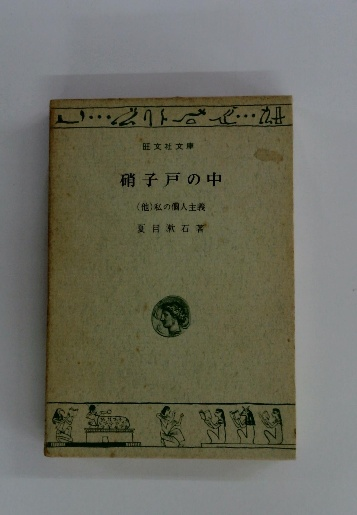 旺文社文庫
硝子戸の中
（他）私の個人主義
夏目漱石著